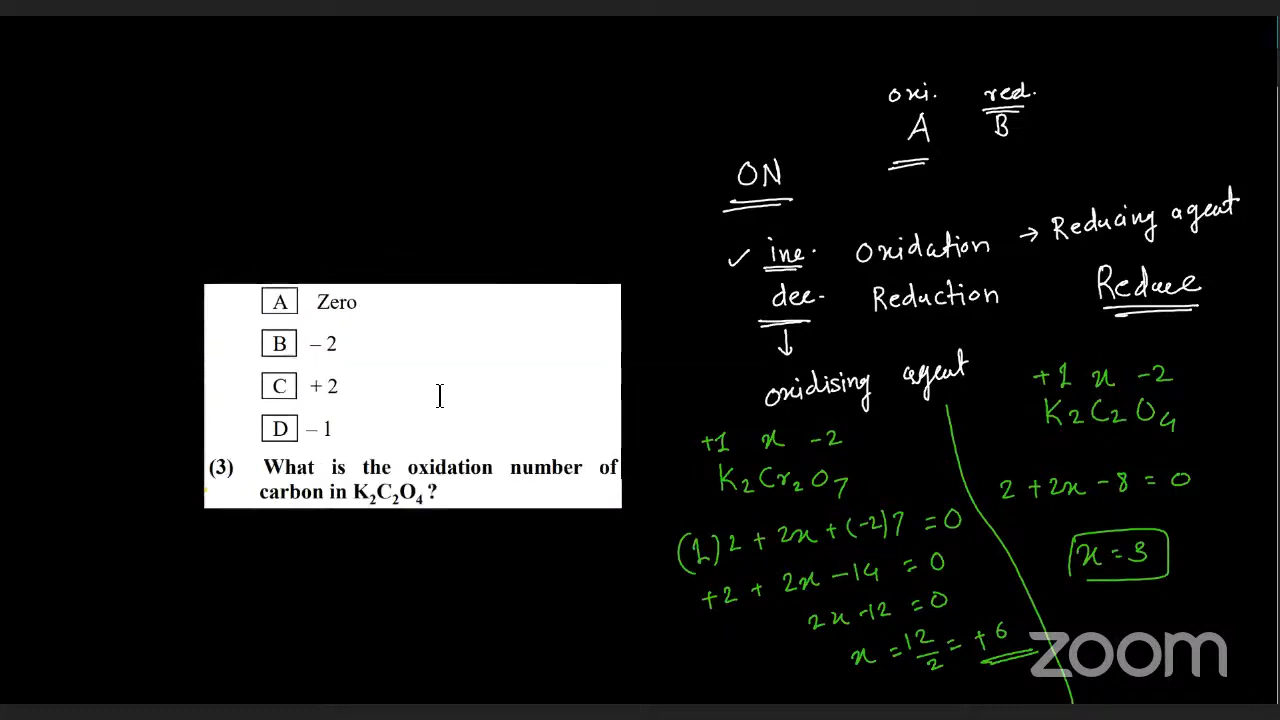 A Zero
B – 2
C + 2
D – 1
(3) What is the oxidation number of
carbon in K₂C₂O₄ ?
oxi. red.
A B
ON
✓ inc. Oxidation → Reducing agent
dec. Reduction Reduce
↓
oxidising agent
+1 x -2
K₂Cr₂O₇
(1)2 + 2x + (-2)7 = 0
+2 + 2x - 14 = 0
2x - 12 = 0
x = 12/2 = +6
+1 x -2
K₂C₂O₄
2 + 2x - 8 = 0
x = 3
zoom